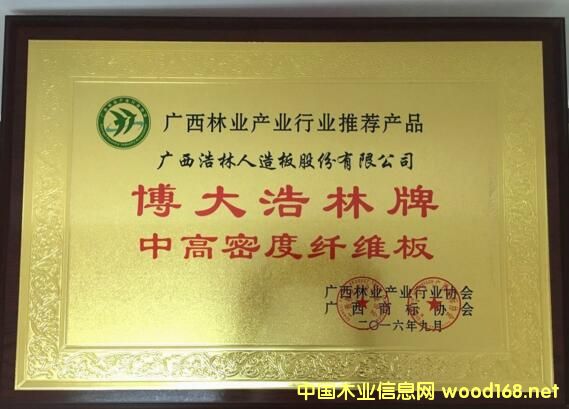 广西林业产业行业推荐产品
广西浩林人造板股份有限公司
博大浩林牌
中高密度纤维板
广西林业产业行业协会
广西商标协会
二〇一六年九月
中国木业信息网 wood168.net